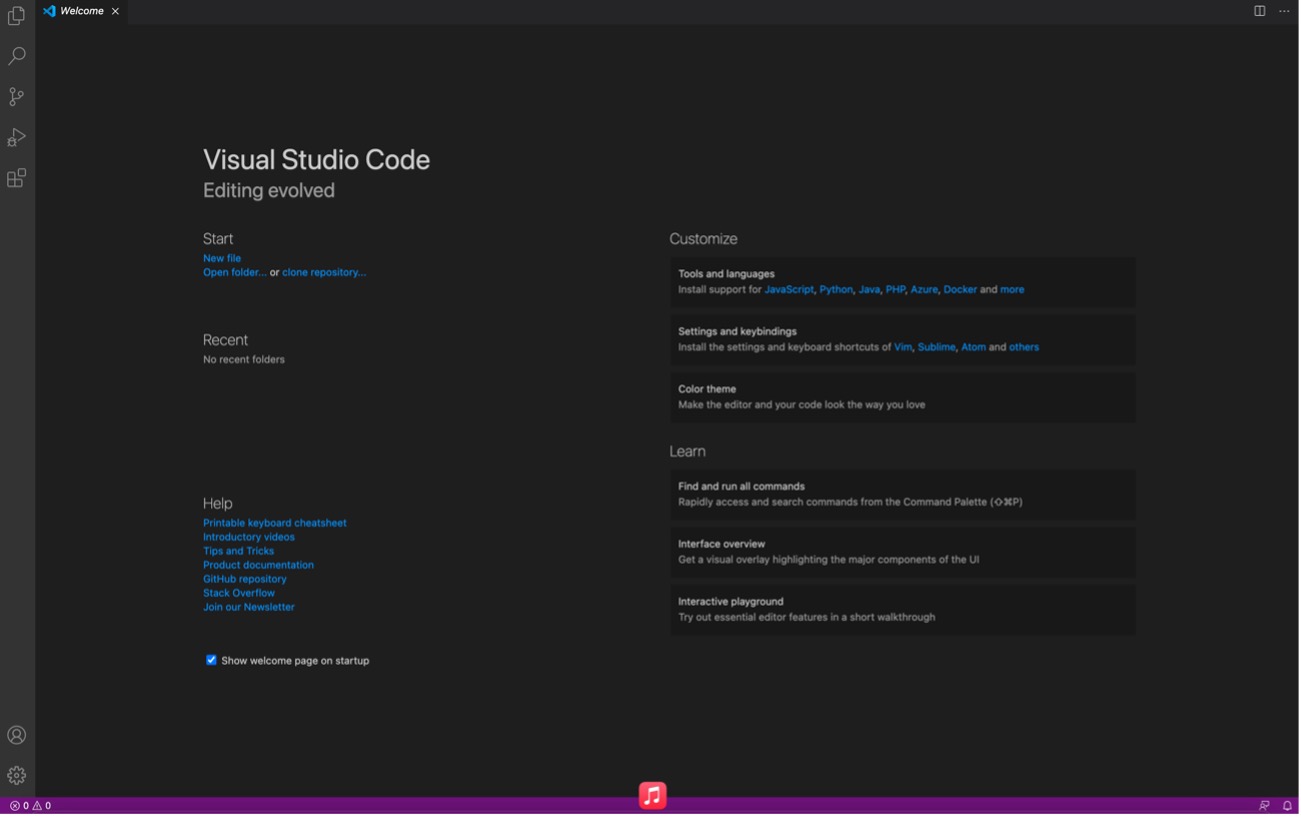 Welcome
Visual Studio Code
Editing evolved
Start
New file
Open folder... or clone repository...
Recent
No recent folders
Help
Printable keyboard cheatsheet
Introductory videos
Tips and Tricks
Product documentation
GitHub repository
Stack Overflow
Join our Newsletter
Show welcome page on startup
Customize
Tools and languages
Install support for JavaScript, Python, Java, PHP, Azure, Docker and more
Settings and keybindings
Install the settings and keyboard shortcuts of Vim, Sublime, Atom and others
Color theme
Make the editor and your code look the way you love
Learn
Find and run all commands
Rapidly access and search commands from the Command Palette (⇧⌘P)
Interface overview
Get a visual overlay highlighting the major components of the UI
Interactive playground
Try out essential editor features in a short walkthrough
0 0